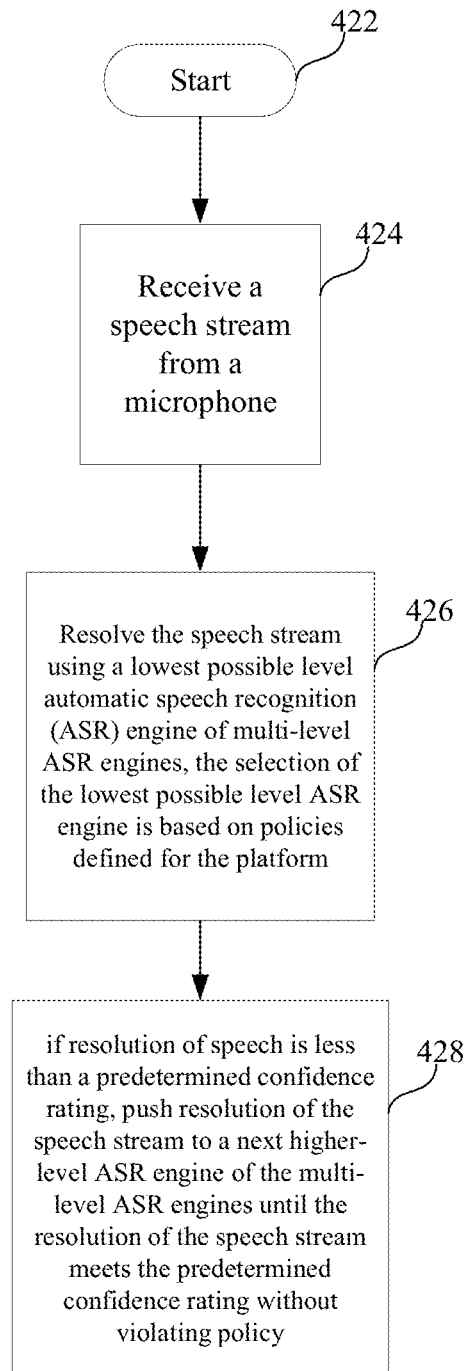 422
Start
424
Receive a
speech stream
from a
microphone
426
Resolve the speech stream
using a lowest possible level
automatic speech recognition
(ASR) engine of multi-level
ASR engines, the selection of
the lowest possible level ASR
engine is based on policies
defined for the platform
428
if resolution of speech is less
than a predetermined confidence
rating, push resolution of the
speech stream to a next higher-
level ASR engine of the multi-
level ASR engines until the
resolution of the speech stream
meets the predetermined
confidence rating without
violating policy